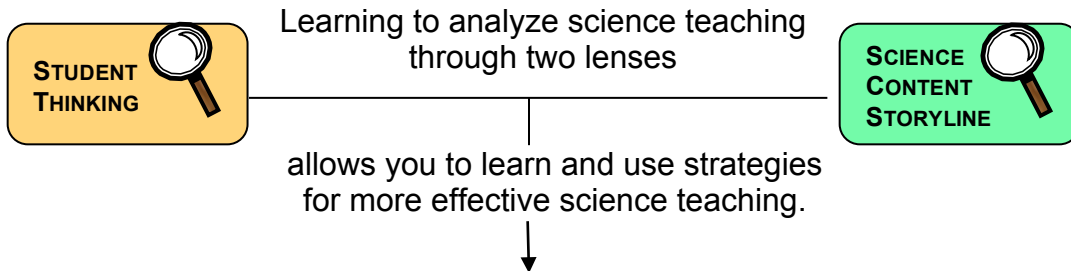 Learning to analyze science teaching
through two lenses
STUDENT
THINKING
SCIENCE
CONTENT
STORYLINE
allows you to learn and use strategies
for more effective science teaching.